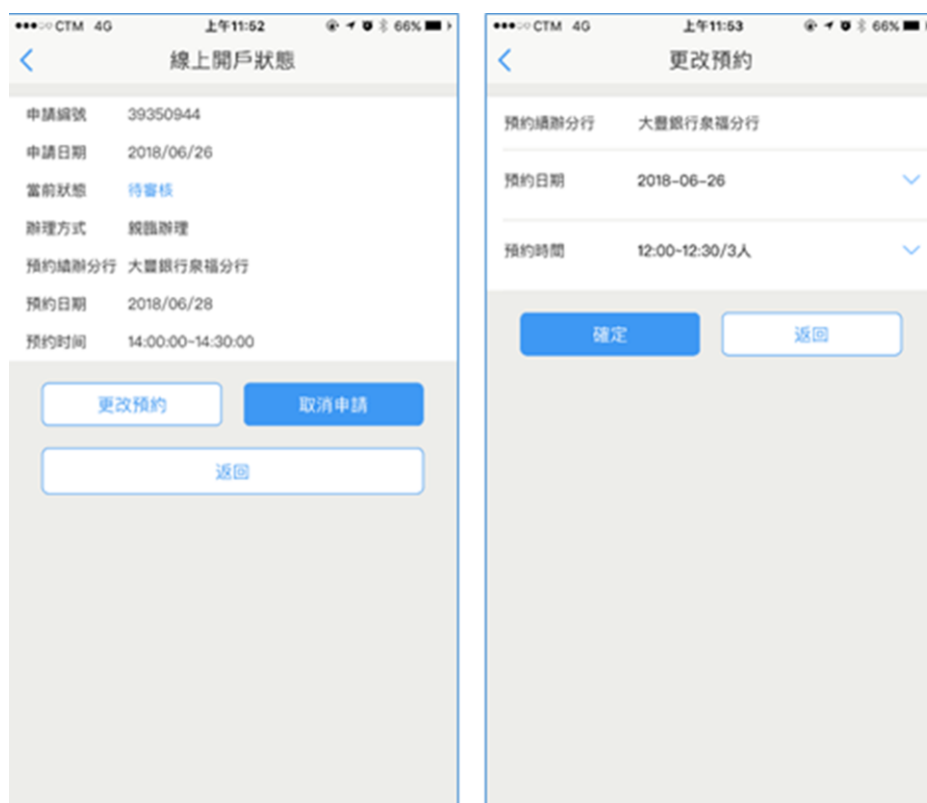 CTM 4G 上午11:52 66%
線上開戶狀態
申請編號 39350944
申請日期 2018/06/26
當前狀態 待審核
辦理方式 親臨辦理
預約續辦分行 大豐銀行泉福分行
預約日期 2018/06/28
预约时间 14:00:00~14:30:00
更改預約 取消申請
返回
CTM 4G 上午11:53 66%
更改預約
預約續辦分行 大豐銀行泉福分行
預約日期 2018-06-26
預約時間 12:00~12:30/3人
確定 返回